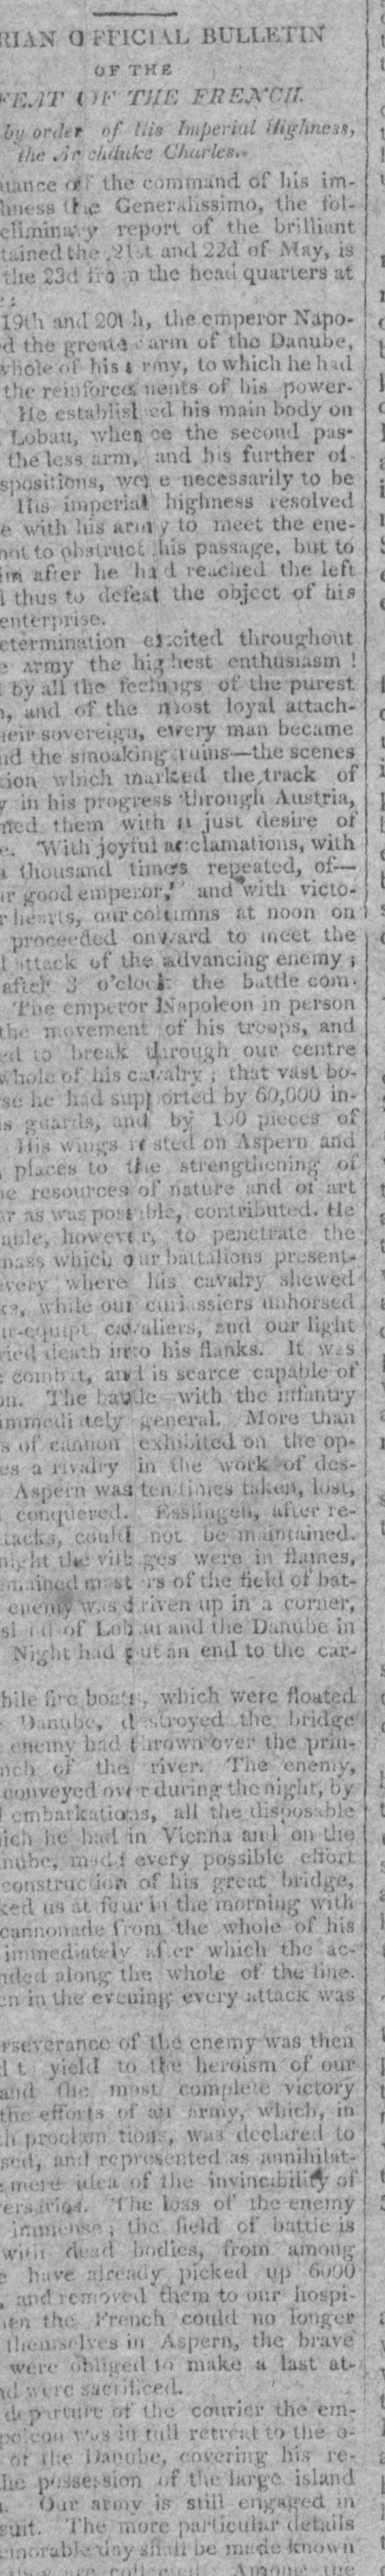 RIAN OFFICIAL BULLETIN
OF THE
FEAT OF THE FRENCH.
by order of his Imperial Highness,
the Archduke Charles.
nance off the command of his im-
hness the Generalissimo, the fol-
eliminary report of the brilliant
tained the 21st and 22d of May, is
the 23d from the head quarters at
19th and 20th, the emperor Napo-
d the greate arm of the Danube,
whole of his army, to which he had
the reinforcements of his power-
He established his main body on
Lobau, whence the second pas-
the less arm, and his further of-
spositions, were necessarily to be
His imperial highness resolved
e with his army to meet the ene-
not to obstruct his passage, but to
im after he had reached the left
l thus to defeat the object of his
enterprise.
etermination excited throughout
e army the highest enthusiasm !
l by all the feelings of the purest
n, and of the most loyal attach-
heir sovereign, every man became
nd the smoaking ruins—the scenes
tion which marked the track of
y in his progress through Austria,
med them with a just desire of
e. With joyful acclamations, with
a thousand times repeated, of—
ur good emperor," and with victo-
r hearts, our columns at noon on
proceeded onward to meet the
l attack of the advancing enemy ;
after 3 o'clock the battle com-
The emperor Napoleon in person
the movement of his troops, and
ed to break through our centre
whole of his cavalry ; that vast bo-
se he had supported by 60,000 in-
s guards, and by 100 pieces of
His wings rested on Aspern and
, places to the strengthening of
he resources of nature and of art
ar as was possible, contributed. He
able, however, to penetrate the
mass which our battalions present-
every where his cavalry shewed
ks, while our cuirassiers unhorsed
ur-equipt cavaliers, and our light
ried death into his flanks. It was
combat, and is scarce capable of
on. The battle with the infantry
immediately general. More than
s of cannon exhibited on the op-
es a rivalry in the work of des-
Aspern was ten times taken, lost,
conquered. Esslingen, after re-
tacks, could not be maintained.
night the villages were in flames,
emained masters of the field of bat-
enemy was driven up in a corner,
sland of Lobau and the Danube in
Night had put an end to the car-
hile fire boats, which were floated
Danube, destroyed the bridge
enemy had thrown over the prin-
nch of the river. The enemy,
conveyed over during the night, by
l embarkations, all the disposable
hich he had in Vienna and on the
nube, made every possible effort
construction of his great bridge,
ked us at four in the morning with
cannonade from the whole of his
immediately after which the ac-
nded along the whole of the line.
en in the evening every attack was
rseverance of the enemy was then
d t yield to the heroism of our
and the most complete victory
the efforts of an army, which, in
h proclamations, was declared to
sed, and represented as annihilat-
mere idea of the invincibility of
ersaries. The loss of the enemy
immense ; the field of battle is
with dead bodies, from among
e have already picked up 6000
, and removed them to our hospi-
hen the French could no longer
themselves in Aspern, the brave
were obliged to make a last at-
nd were sacrificed.
departure of the courier the em-
poleon was in full retreat to the o-
of the Danube, covering his re-
the possession of the large island
Our army is still engaged in
suit. The more particular details
morable day shall be made known
they are collected. Among the